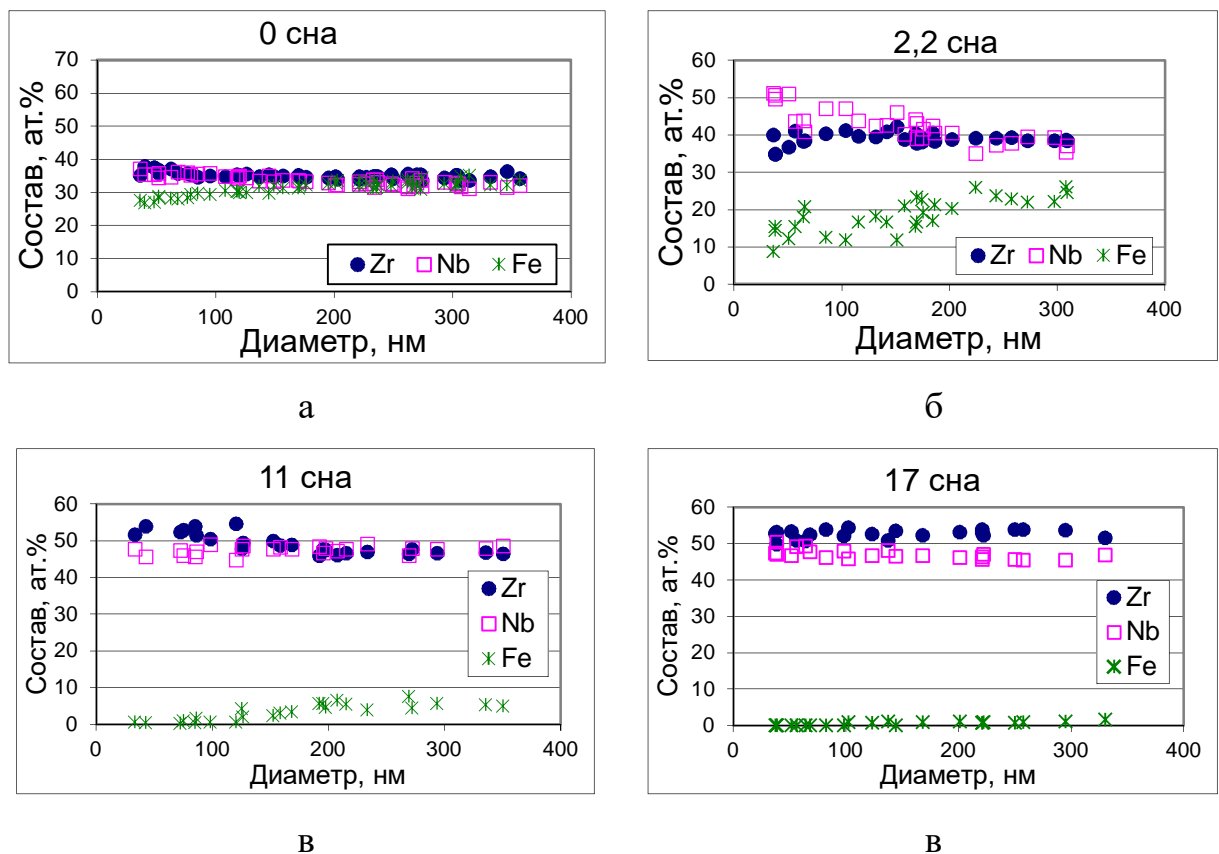 0 сна
Состав, ат.%
70
60
50
40
30
20
10
0
Zr Nb Fe
0 100 200 300 400
Диаметр, нм
а
2,2 сна
Состав, ат.%
60
50
40
30
20
10
0
Zr Nb Fe
0 100 200 300 400
Диаметр, нм
б
11 сна
Состав, ат.%
60
50
40
30
20
10
0
Zr
Nb
Fe
0 100 200 300 400
Диаметр, нм
в
17 сна
Состав, ат.%
60
50
40
30
20
10
0
Zr
Nb
Fe
0 100 200 300 400
Диаметр, нм
в